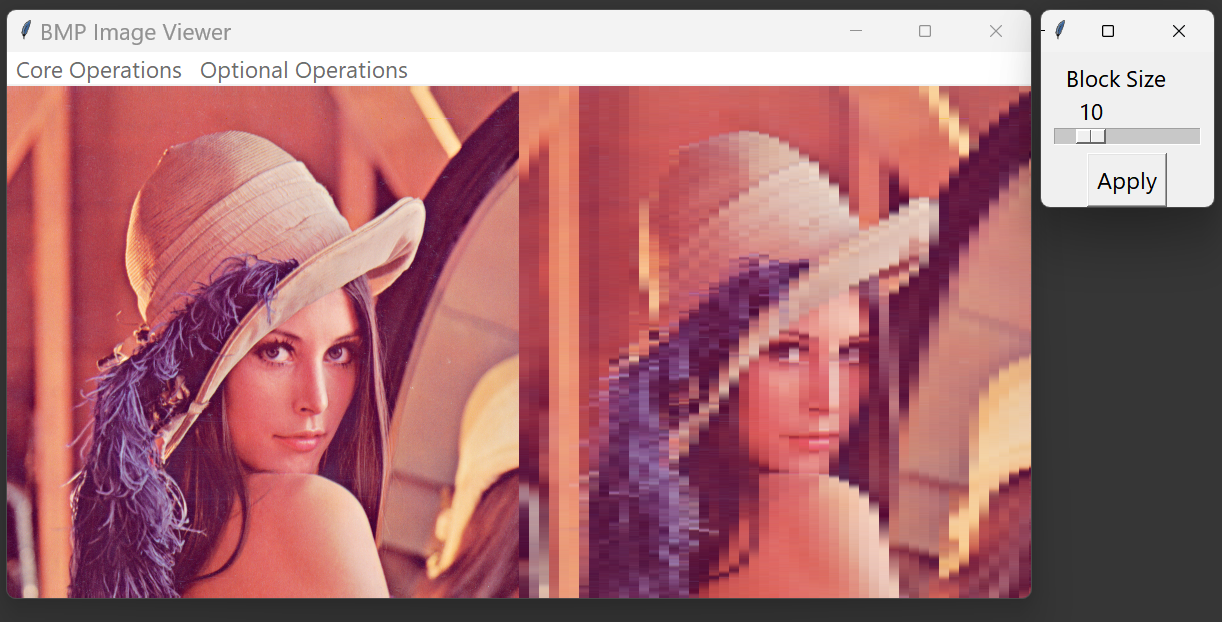 BMP Image Viewer
Core Operations Optional Operations
Block Size
10
Apply